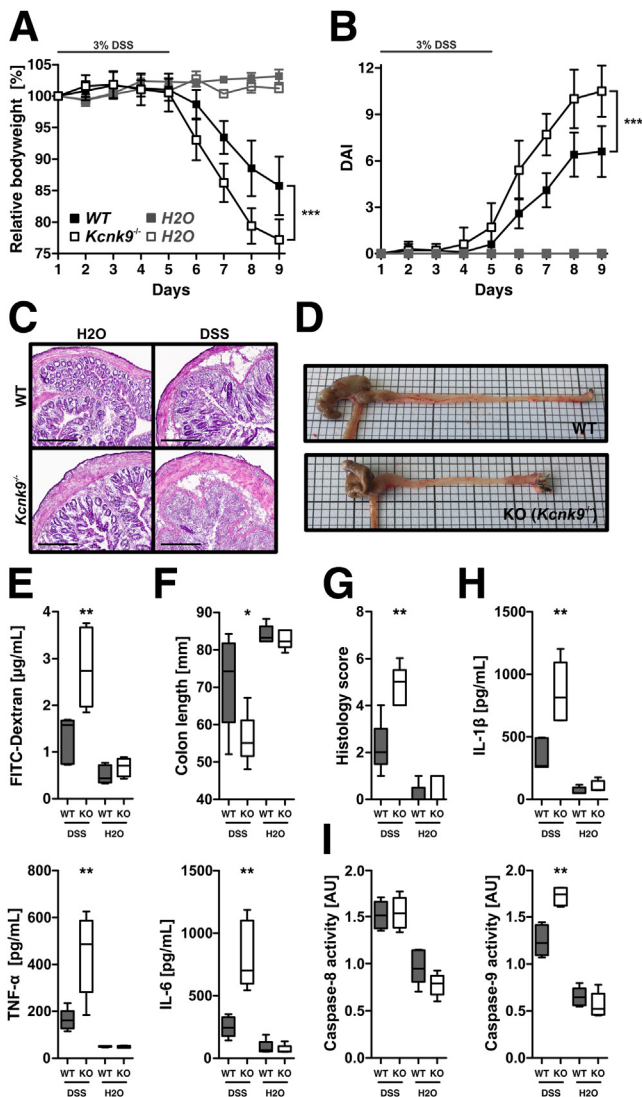 A
3% DSS
Relative bodyweight [%]
105
100
95
90
85
80
75
WT
H2O
Kcnk9-/-
H2O
***
1 2 3 4 5 6 7 8 9
Days
B
3% DSS
DAI
12
9
6
3
0
***
1 2 3 4 5 6 7 8 9
Days
C
H2O DSS
WT
Kcnk9-/-
D
WT
KO (Kcnk9-/-)
E
FITC-Dextran [µg/mL]
4
3
2
1
0
**
WT KO WT KO
DSS H2O
F
Colon length [mm]
90
80
70
60
50
40
*
WT KO WT KO
DSS H2O
G
Histology score
8
6
4
2
0
**
WT KO WT KO
DSS H2O
H
IL-1β [pg/mL]
1500
1000
500
0
**
WT KO WT KO
DSS H2O
TNF-α [pg/mL]
800
600
400
200
0
**
WT KO WT KO
DSS H2O
IL-6 [pg/mL]
1500
1000
500
0
**
WT KO WT KO
DSS H2O
I
Caspase-8 activity [AU]
2.0
1.5
1.0
0.5
0.0
WT KO WT KO
DSS H2O
Caspase-9 activity [AU]
2.0
1.5
1.0
0.5
0.0
**
WT KO WT KO
DSS H2O